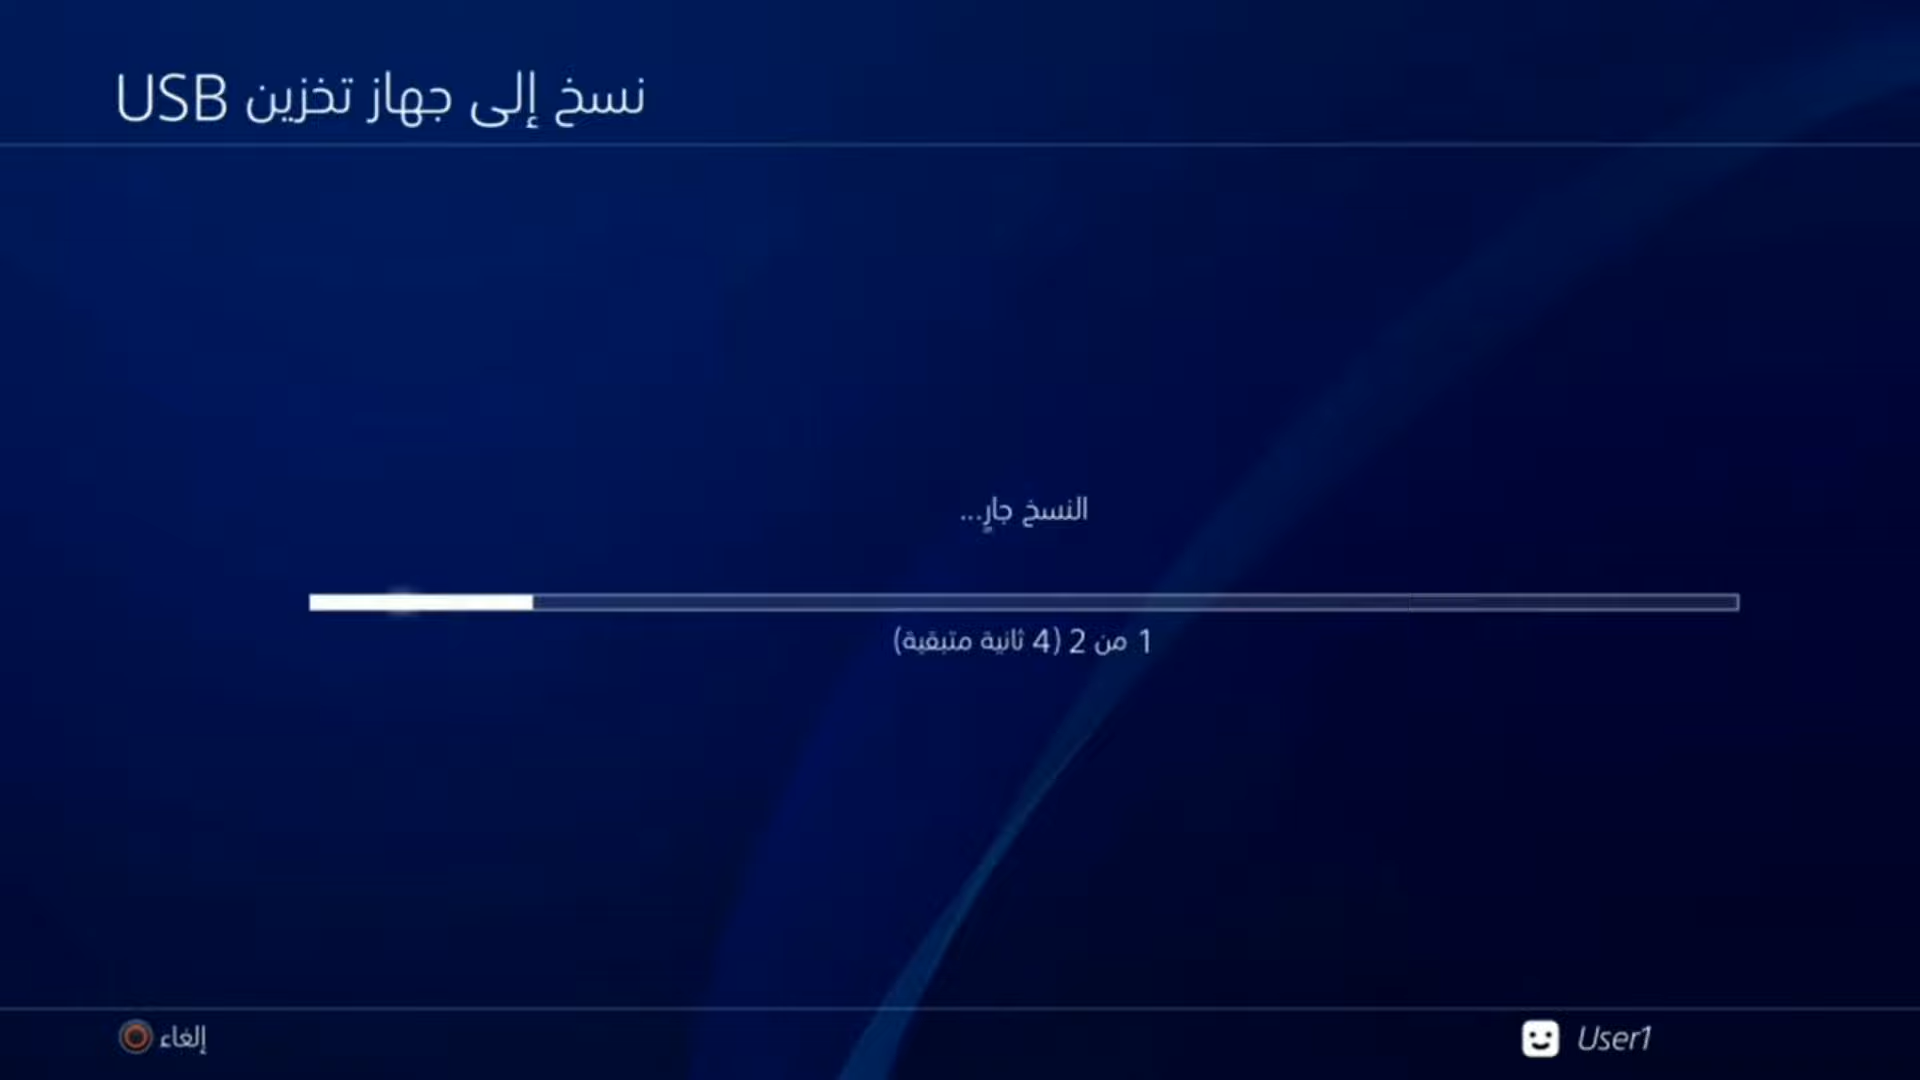 نسخ إلى جهاز تخزين USB
النسخ جارٍ...
1 من 2 (4 ثانية متبقية)
إلغاء
User1